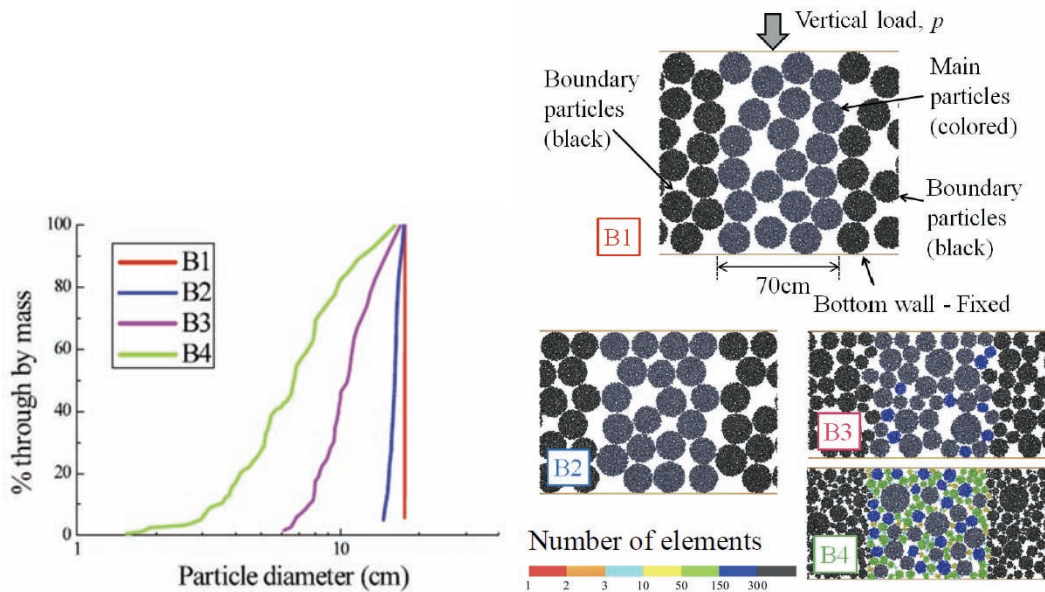 100
80
60
40
20
0
% through by mass
B1
B2
B3
B4
1
10
Particle diameter (cm)
Vertical load, p
Boundary
particles
(black)
Main
particles
(colored)
Boundary
particles
(black)
B1
70cm
Bottom wall - Fixed
B2
B3
B4
Number of elements
1 2 3 10 50 150 300